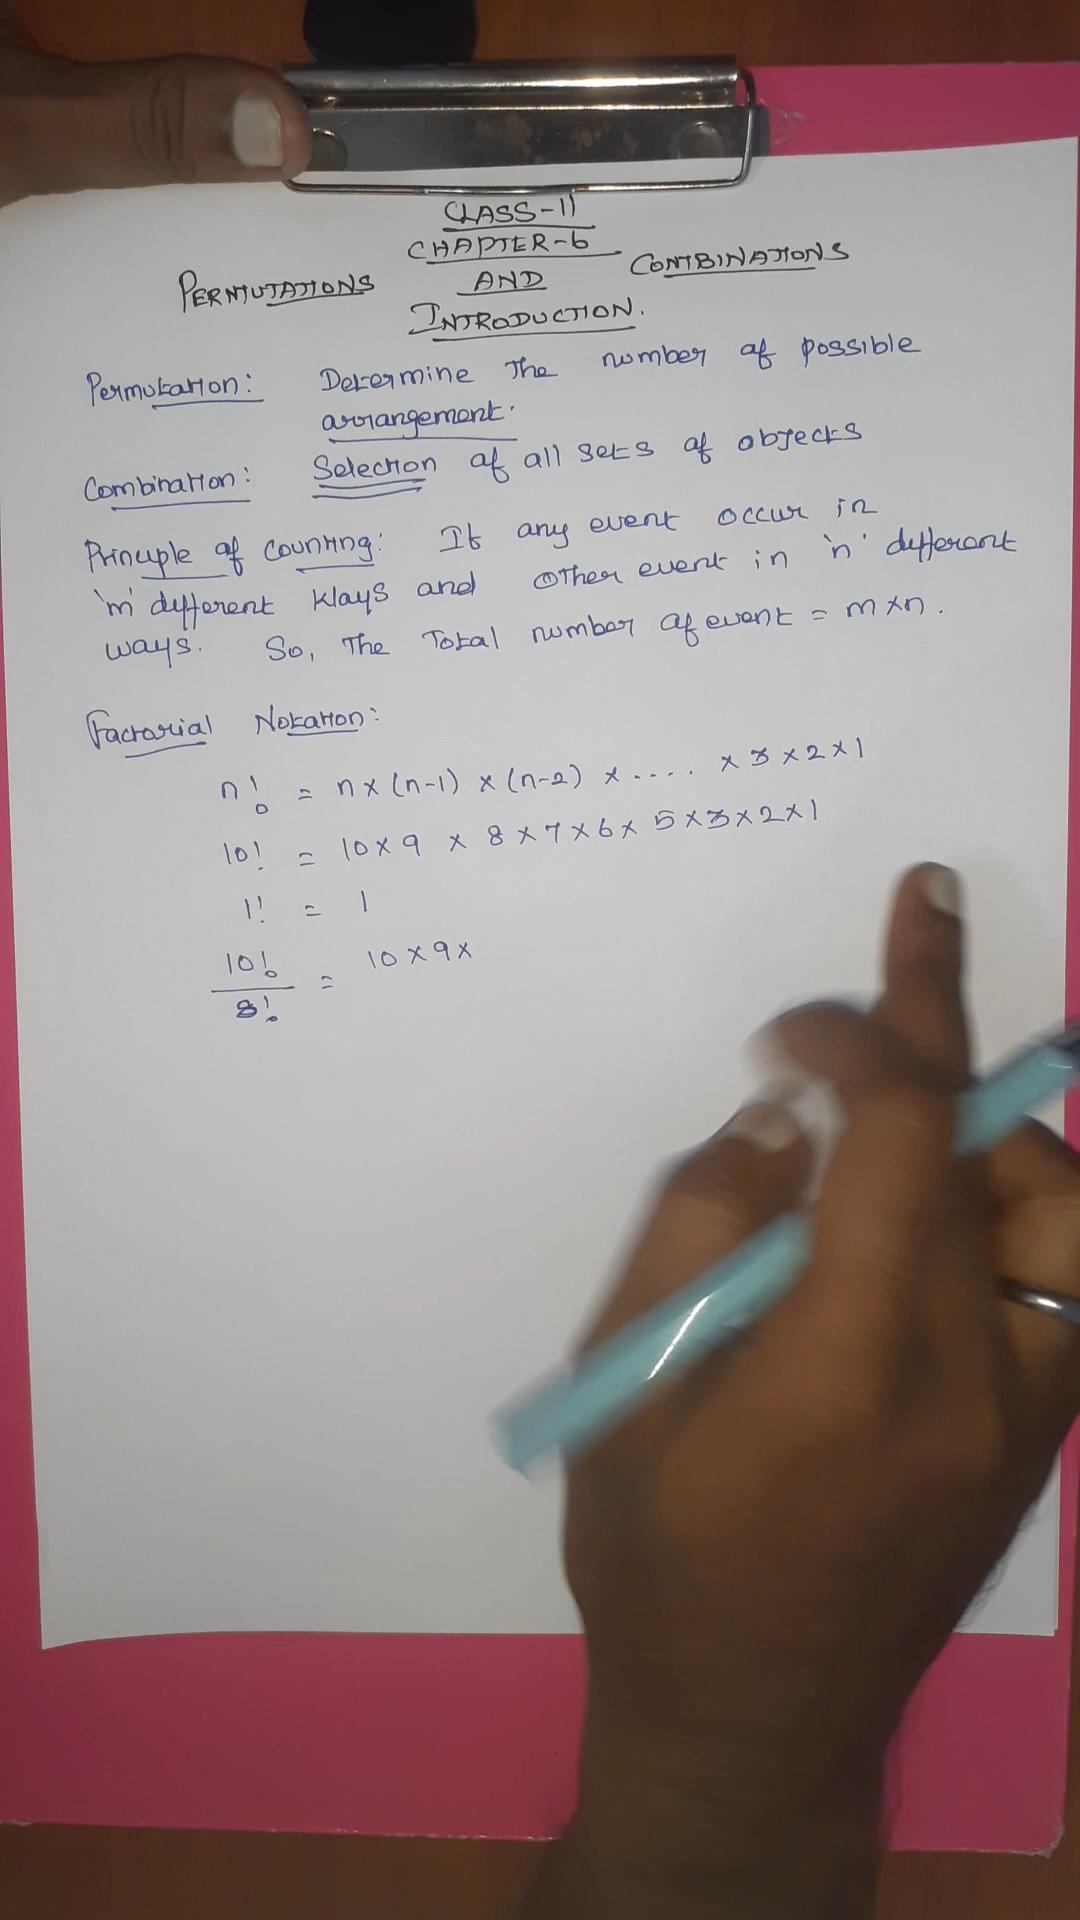 CLASS-11
CHAPTER-6
PERMUTATIONS AND COMBINATIONS
INTRODUCTION.
Permutation: Determine The number of possible
arrangement.
Combination: Selection of all sets of objects
Principle of Counting: If any event occur in
'm' different Ways and other event in 'n' different
ways. So, The Total number of event = m×n.
Factorial Notation:
n! = n×(n-1)×(n-2)×.... ×3×2×1
10! = 10×9 × 8×7×6× 5×3×2×1
1! = 1
10!/8! = 10×9×